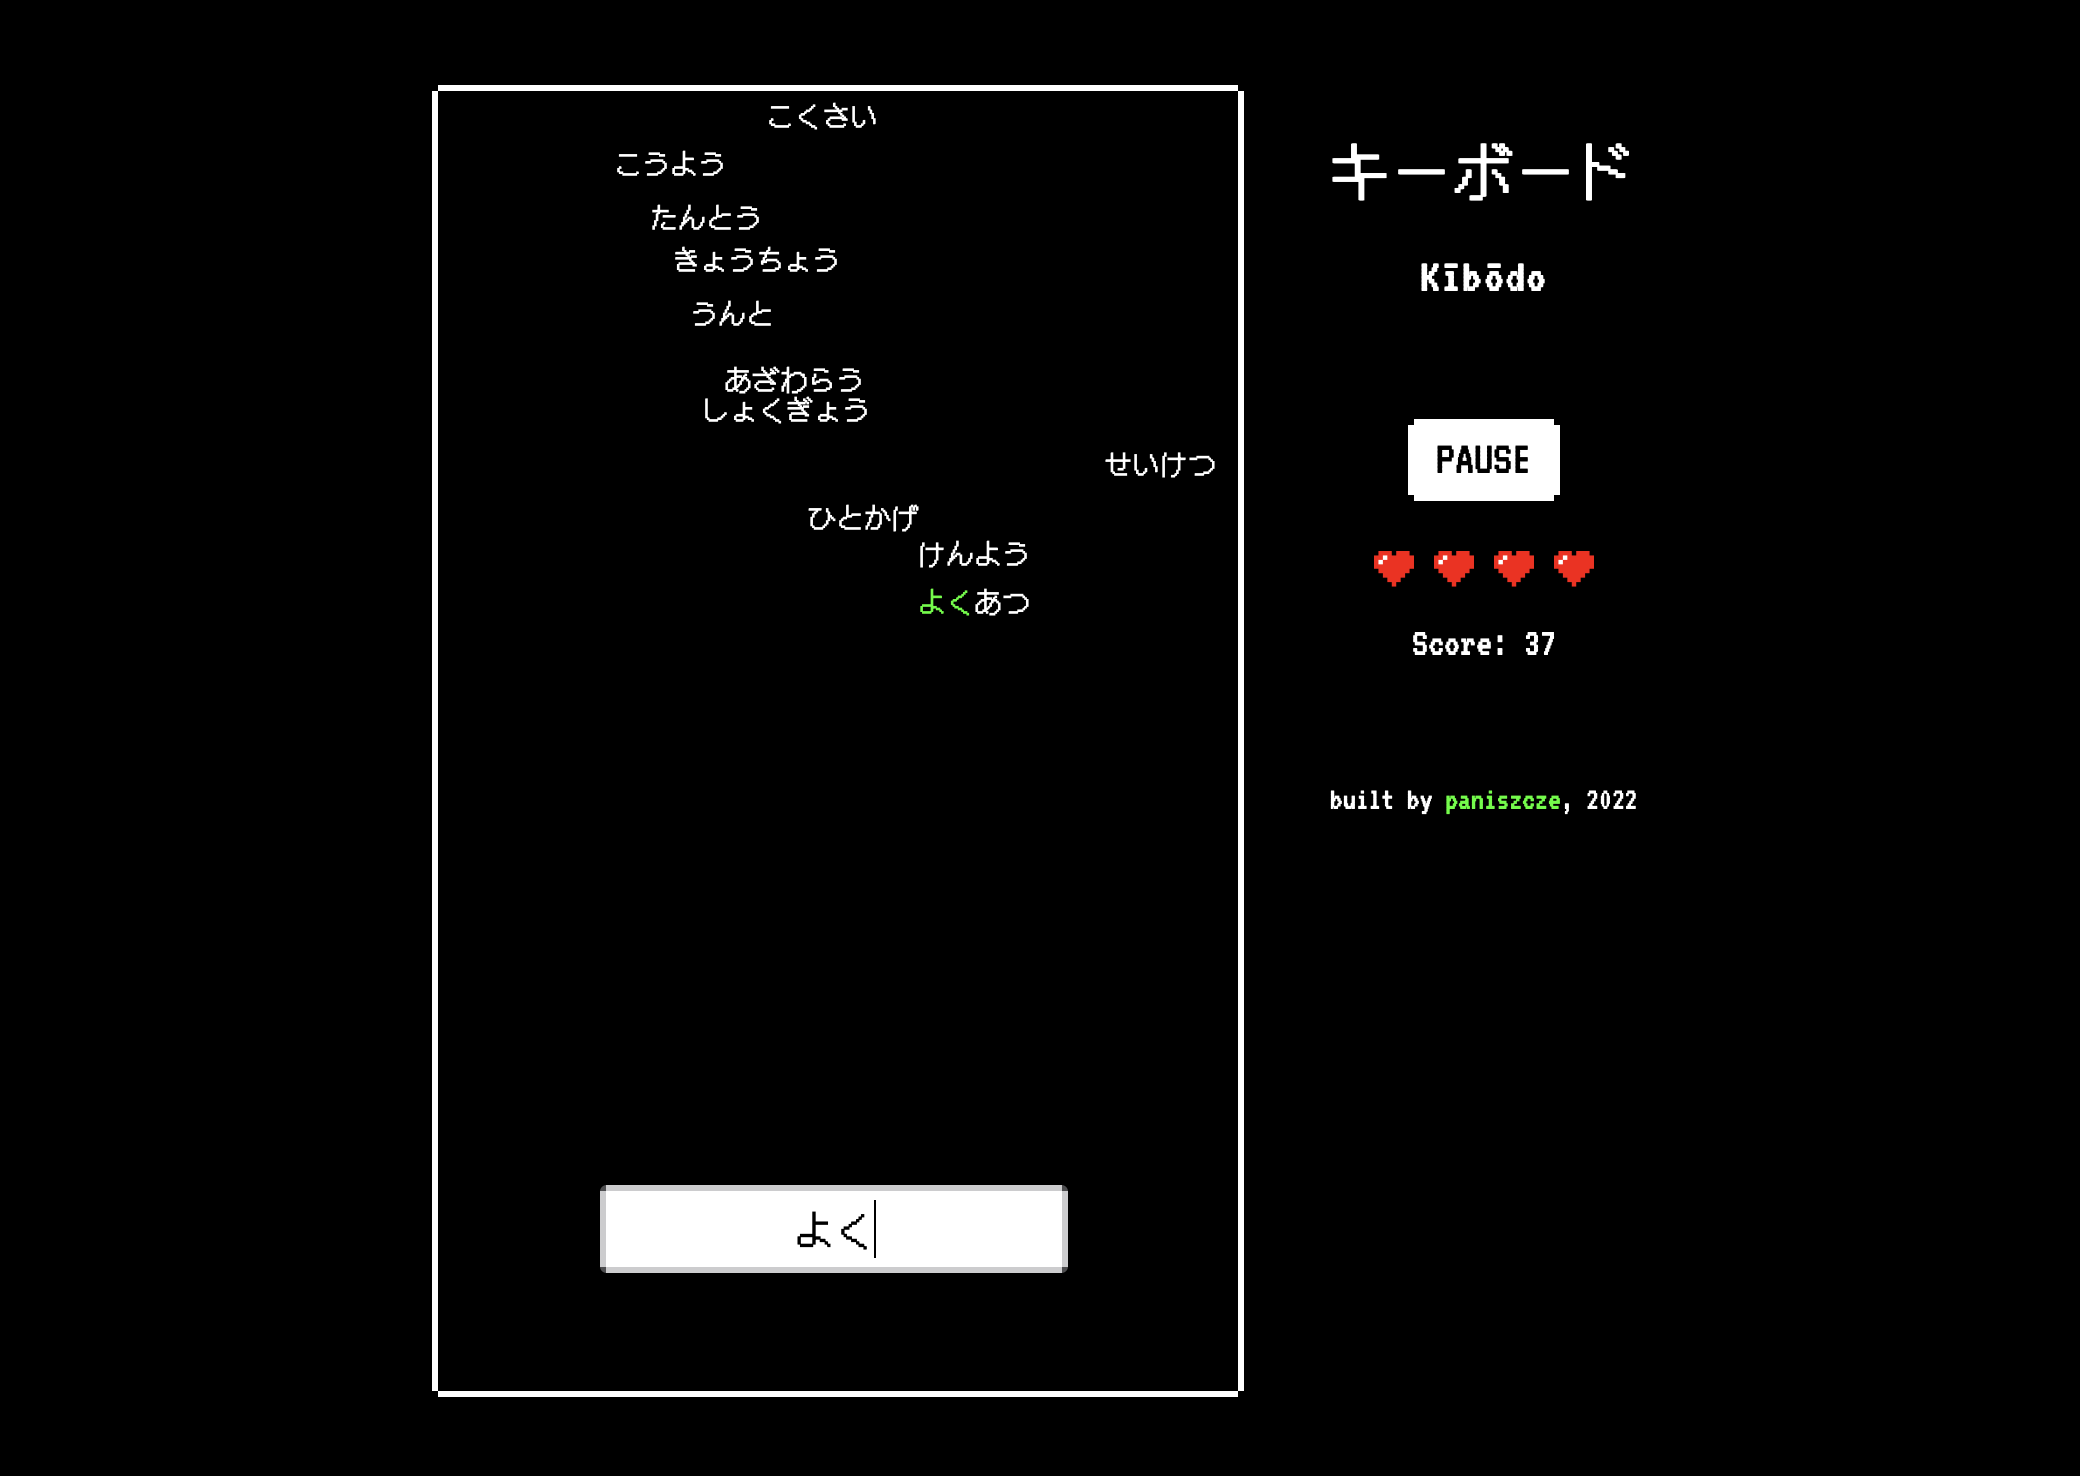 こくさい
こうよう
たんとう
きょうちょう
うんと
あざわらう
しょくぎょう
せいけつ
ひとかげ
けんよう
よくあつ
よく
キーボード
Kībōdo
PAUSE
Score: 37
built by paniszcze, 2022